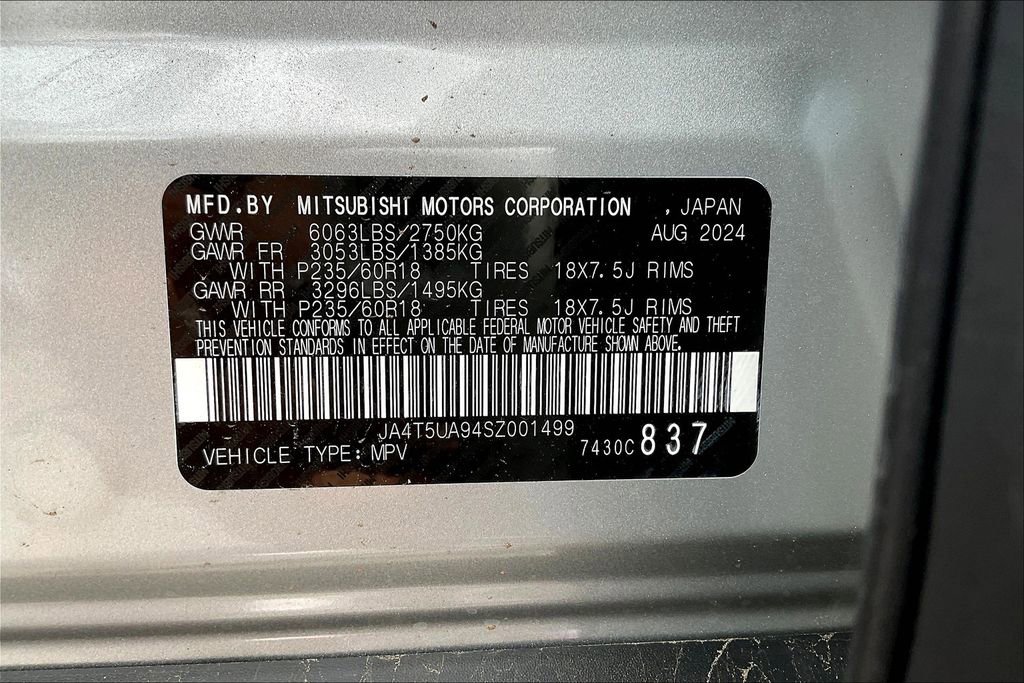 MFD.BY MITSUBISHI MOTORS CORPORATION , JAPAN
GVWR 6063LBS/2750KG AUG 2024
GAWR FR 3053LBS/1385KG
WITH P235/60R18 TIRES 18X7.5J RIMS
GAWR RR 3296LBS/1495KG
WITH P235/60R18 TIRES 18X7.5J RIMS
THIS VEHICLE CONFORMS TO ALL APPLICABLE FEDERAL MOTOR VEHICLE SAFETY AND THEFT
PREVENTION STANDARDS IN EFFECT ON THE DATE OF MANUFACTURE SHOWN ABOVE.
JA4T5UA94SZ001499
VEHICLE TYPE: MPV 7430C 837